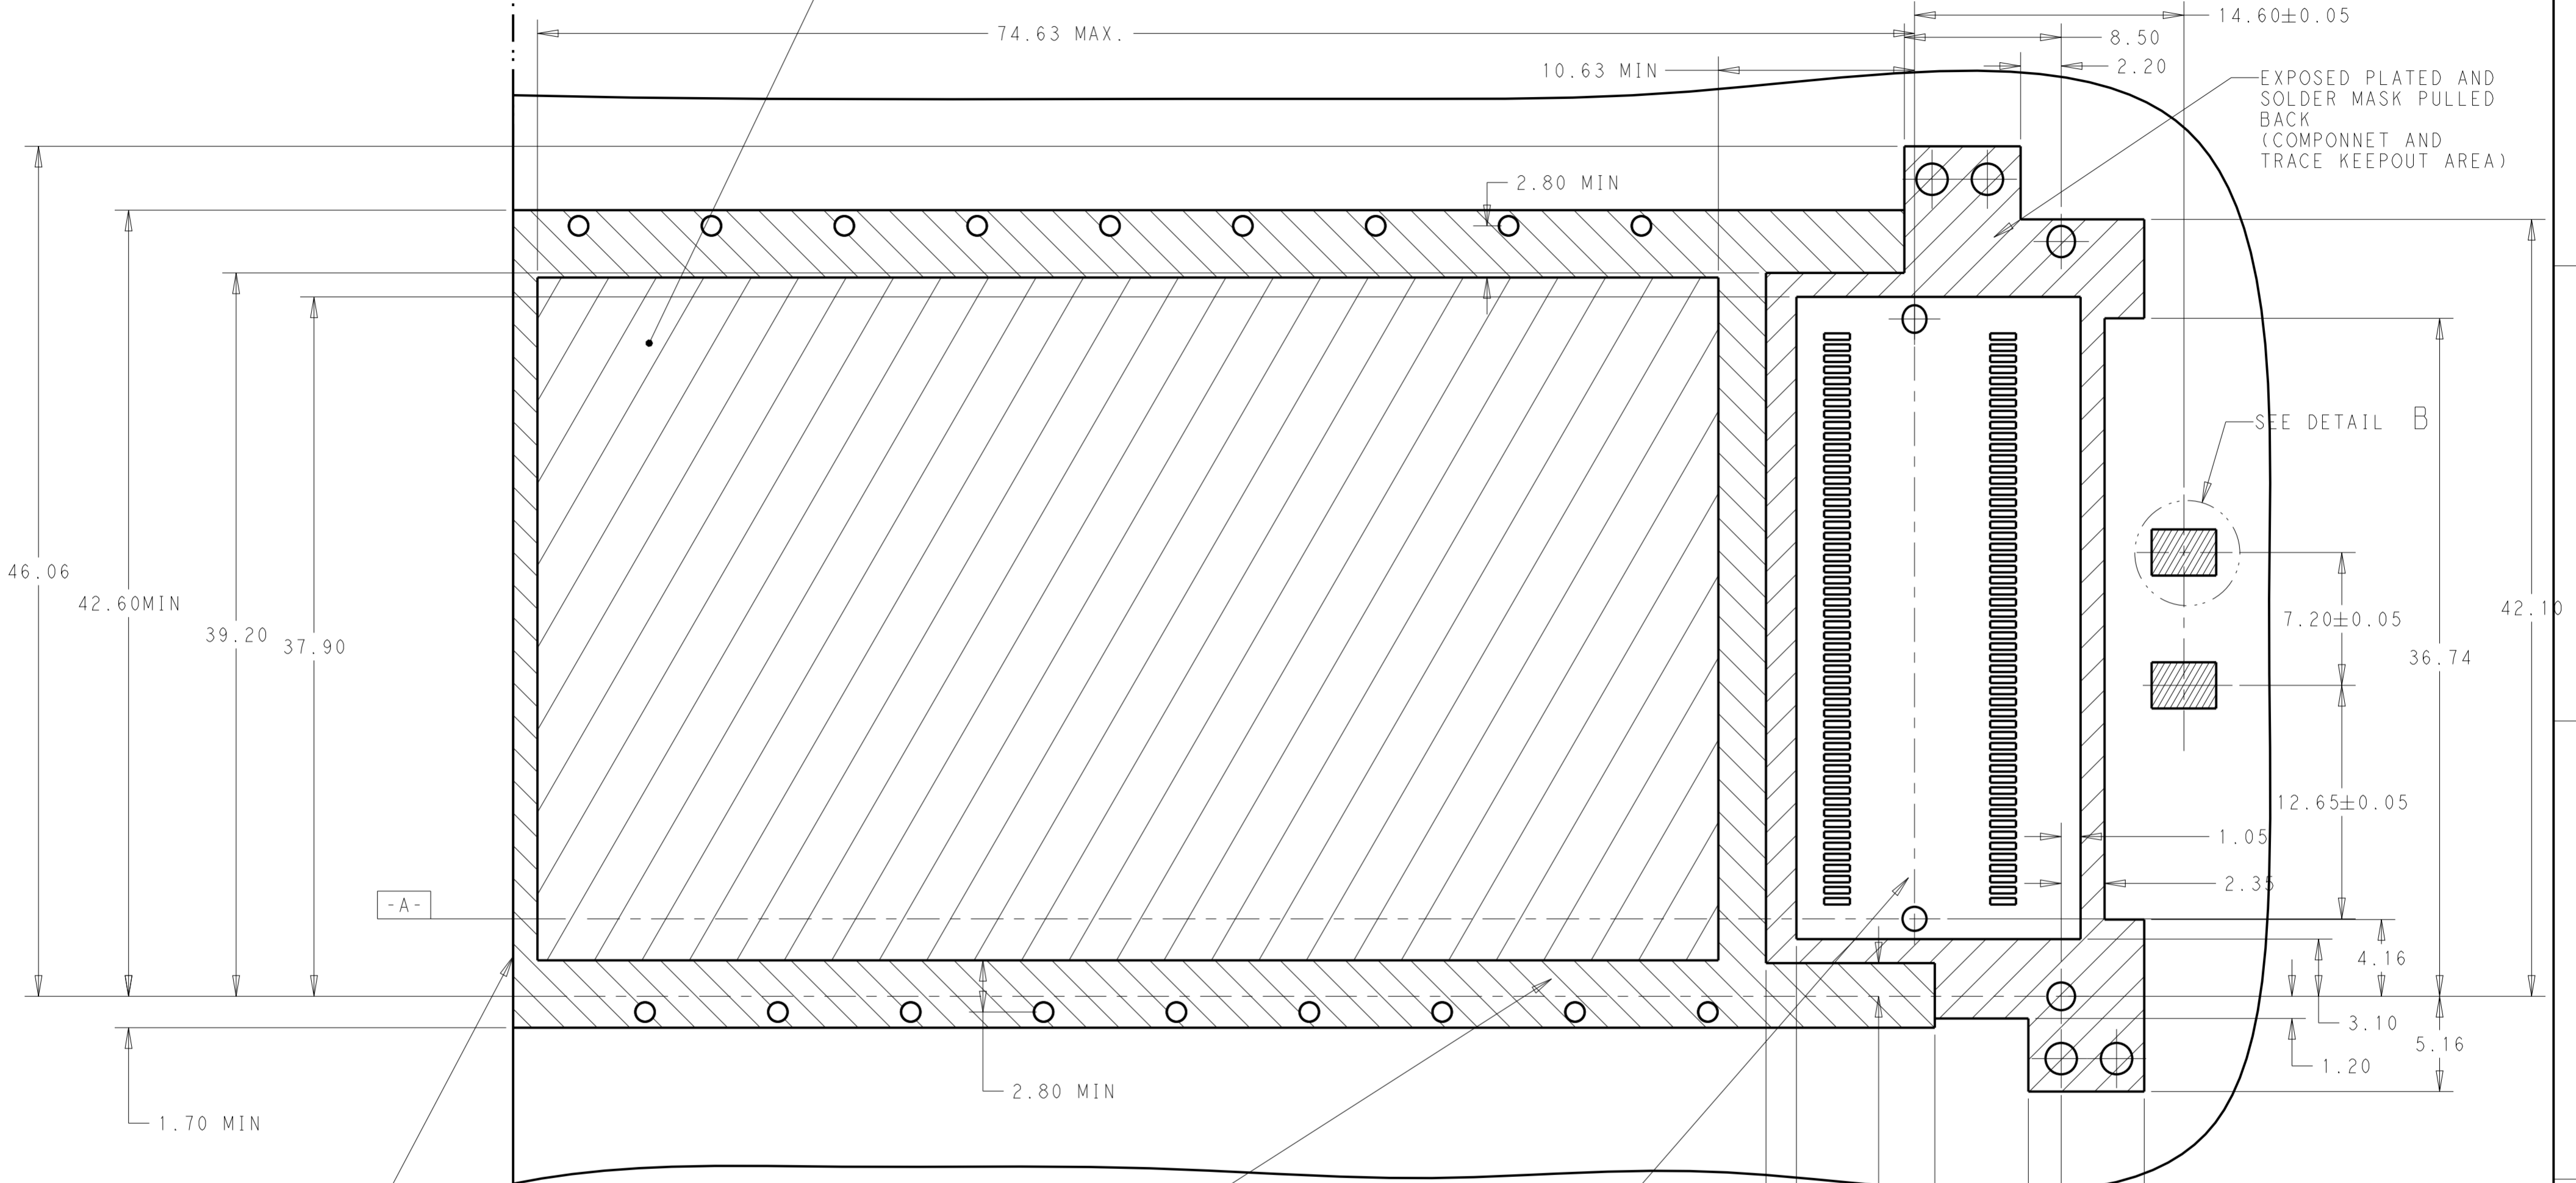 14.60±0.05
74.63 MAX.
8.50
10.63 MIN
2.20
EXPOSED PLATED AND
SOLDER MASK PULLED
BACK
(COMPONNET AND
TRACE KEEPOUT AREA)
2.80 MIN
SEE DETAIL B
46.06
42.60MIN
39.20
37.90
7.20±0.05
42.10
36.74
12.65±0.05
1.05
2.35
-A-
4.16
3.10
5.16
1.20
2.80 MIN
1.70 MIN